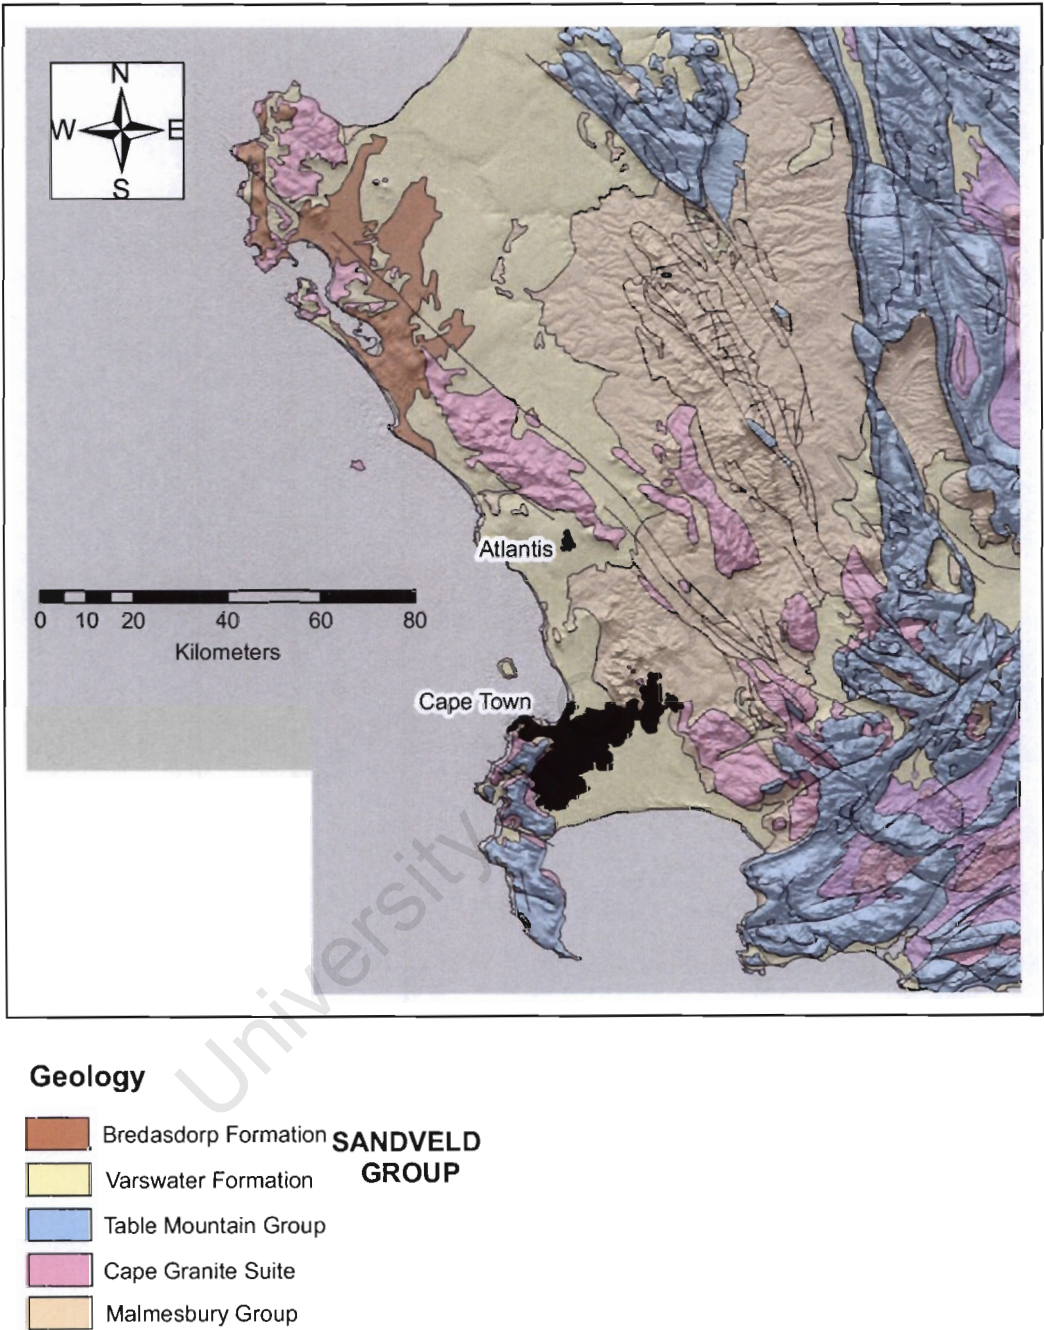 N
W E
S
Atlantis
0 10 20 40 60 80
Kilometers
Cape Town
University
Geology
Bredasdorp Formation
SANDVELD
GROUP
Varswater Formation
Table Mountain Group
Cape Granite Suite
Malmesbury Group